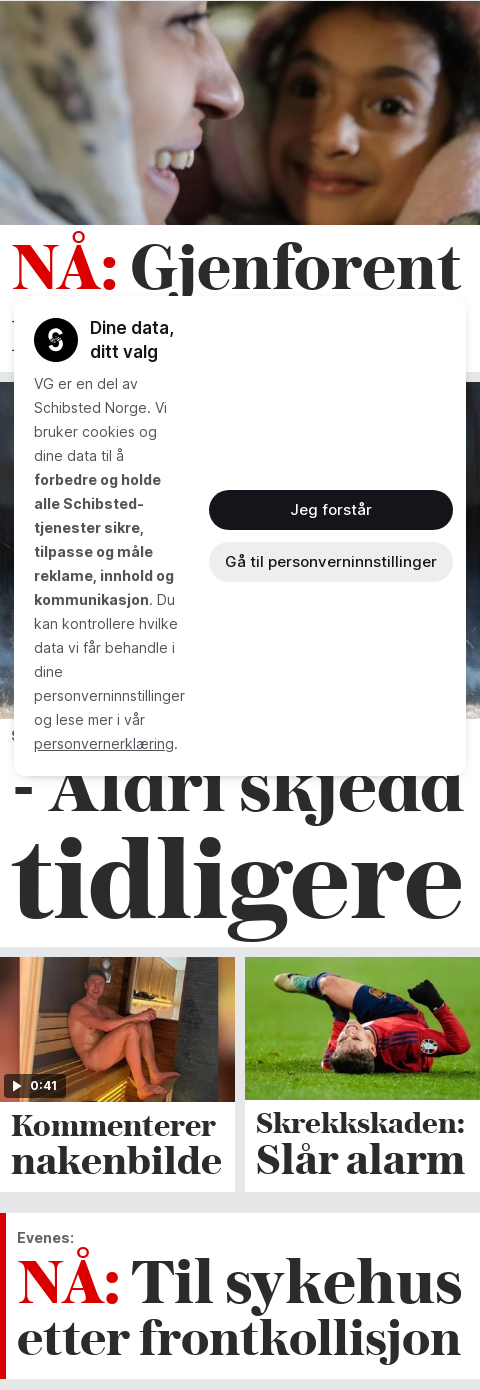 NÅ: Gjenforent
Dine data,
ditt valg
VG er en del av
Schibsted Norge. Vi
bruker cookies og
dine data til å
forbedre og holde
alle Schibsted-
tjenester sikre,
tilpasse og måle
reklame, innhold og
kommunikasjon. Du
kan kontrollere hvilke
data vi får behandle i
dine
personverninnstillinger
og lese mer i vår
personvernerklæring.
Jeg forstår
Gå til personverninnstillinger
- Aldri skjedd
tidligere
0:41
Kommenterer
nakenbilde
Skrekkskaden:
Slår alarm
Evenes:
NÅ: Til sykehus
etter frontkollisjon